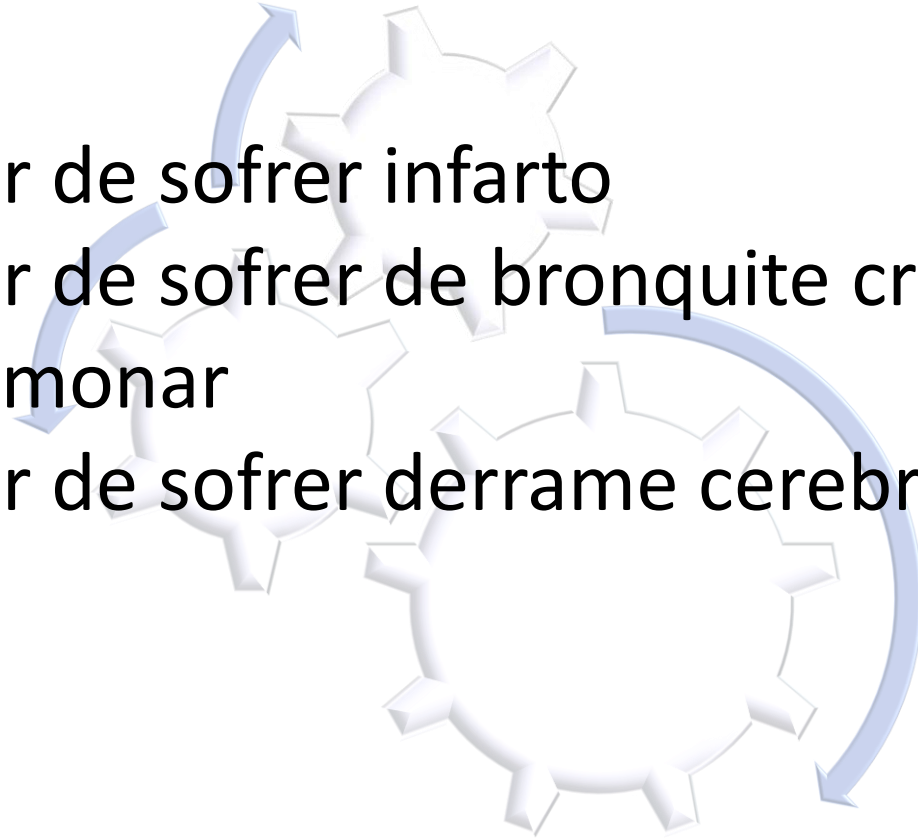 r de sofrer infarto
r de sofrer de bronquite cr
monar
r de sofrer derrame cerebr